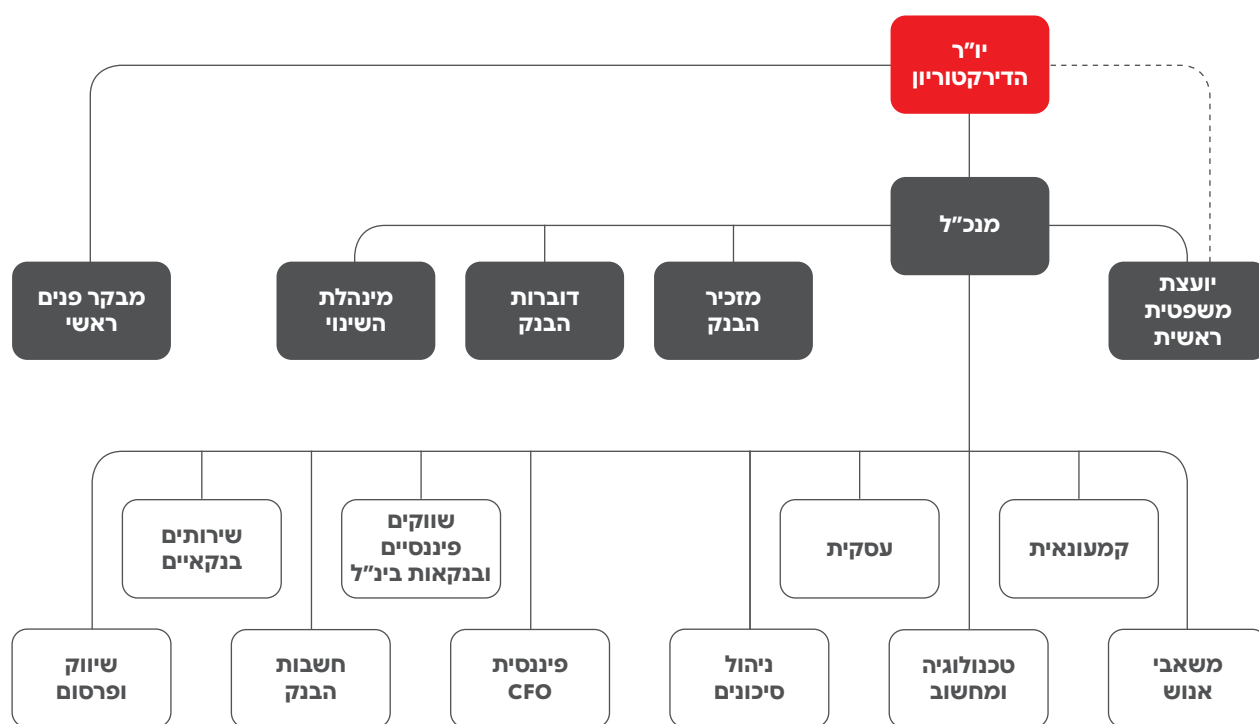 יו״ר
הדירקטוריון
מנכ״ל
יועצת
משפטית
ראשית
מזכיר
הבנק
דוברות
הבנק
מינהלת
השינוי
מבקר פנים
ראשי
קמעונאית
עסקית
שווקים
פיננסיים
ובנקאות בינ״ל
שירותים
בנקאיים
משאבי
אנוש
טכנולוגיה
ומחשוב
ניהול
סיכונים
פיננסית
CFO
חשבות
הבנק
שיווק
ופרסום